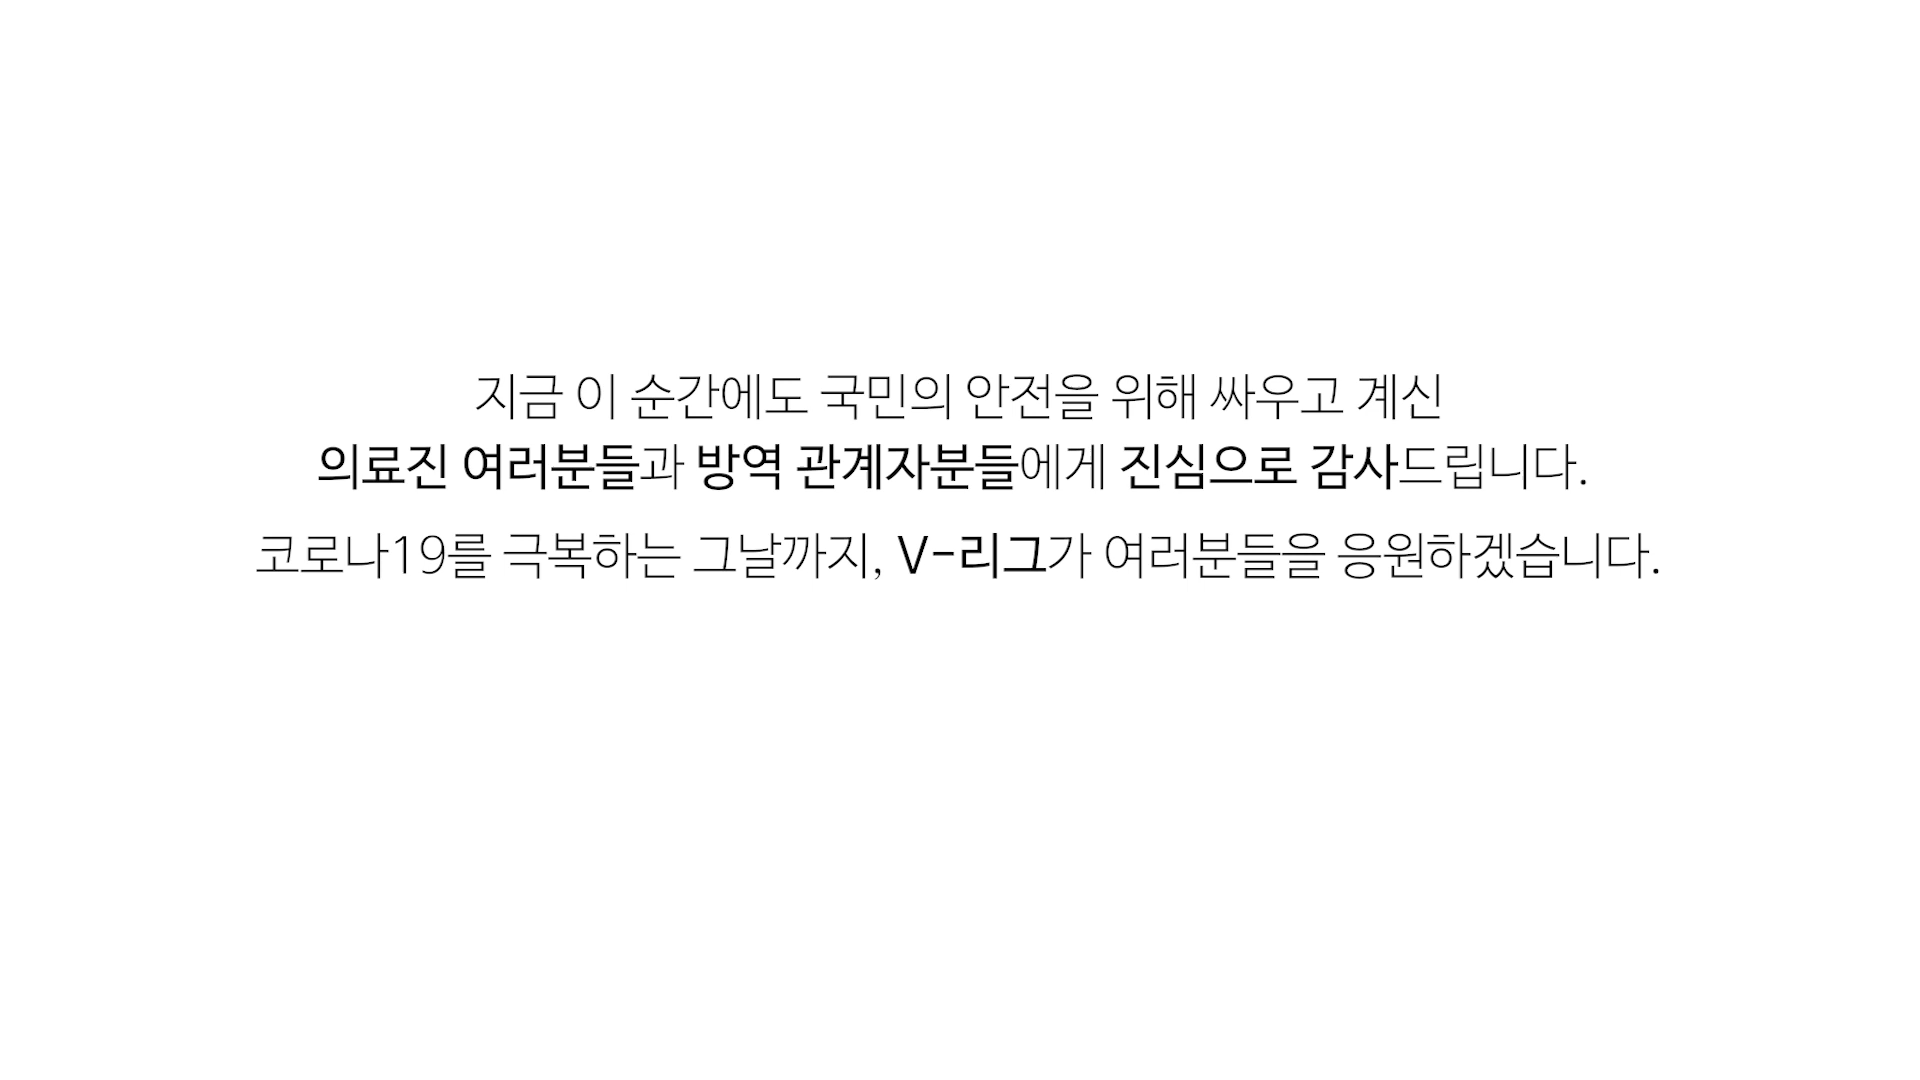 지금 이 순간에도 국민의 안전을 위해 싸우고 계신
의료진 여러분들과 방역 관계자분들에게 진심으로 감사드립니다.
코로나19를 극복하는 그날까지, V-리그가 여러분들을 응원하겠습니다.